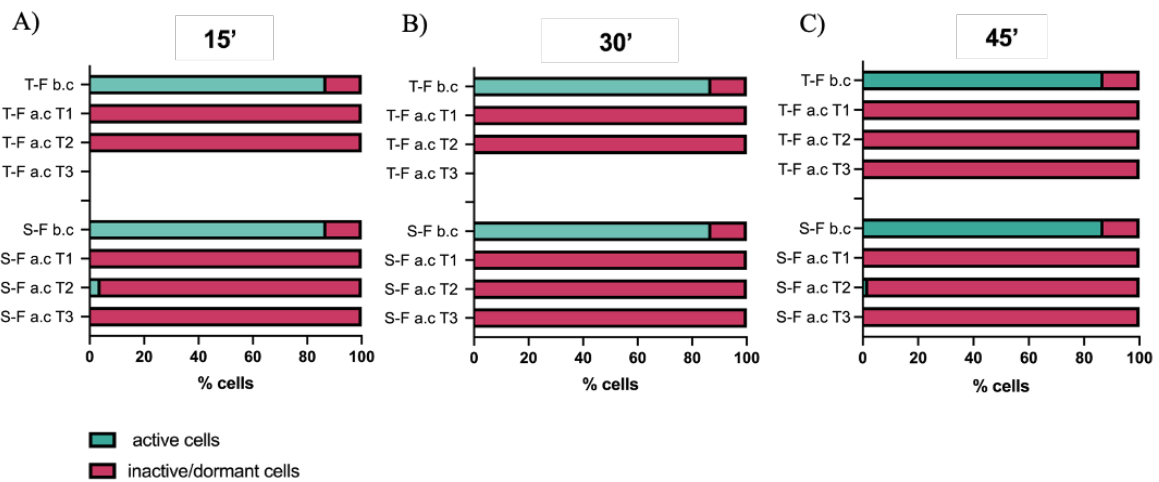 A)
15’
T-F b.c
T-F a.c T1
T-F a.c T2
T-F a.c T3
S-F b.c
S-F a.c T1
S-F a.c T2
S-F a.c T3
0 20 40 60 80 100
% cells
B)
30’
T-F b.c
T-F a.c T1
T-F a.c T2
T-F a.c T3
S-F b.c
S-F a.c T1
S-F a.c T2
S-F a.c T3
0 20 40 60 80 100
% cells
C)
45’
T-F b.c
T-F a.c T1
T-F a.c T2
T-F a.c T3
S-F b.c
S-F a.c T1
S-F a.c T2
S-F a.c T3
0 20 40 60 80 100
% cells
active cells
inactive/dormant cells